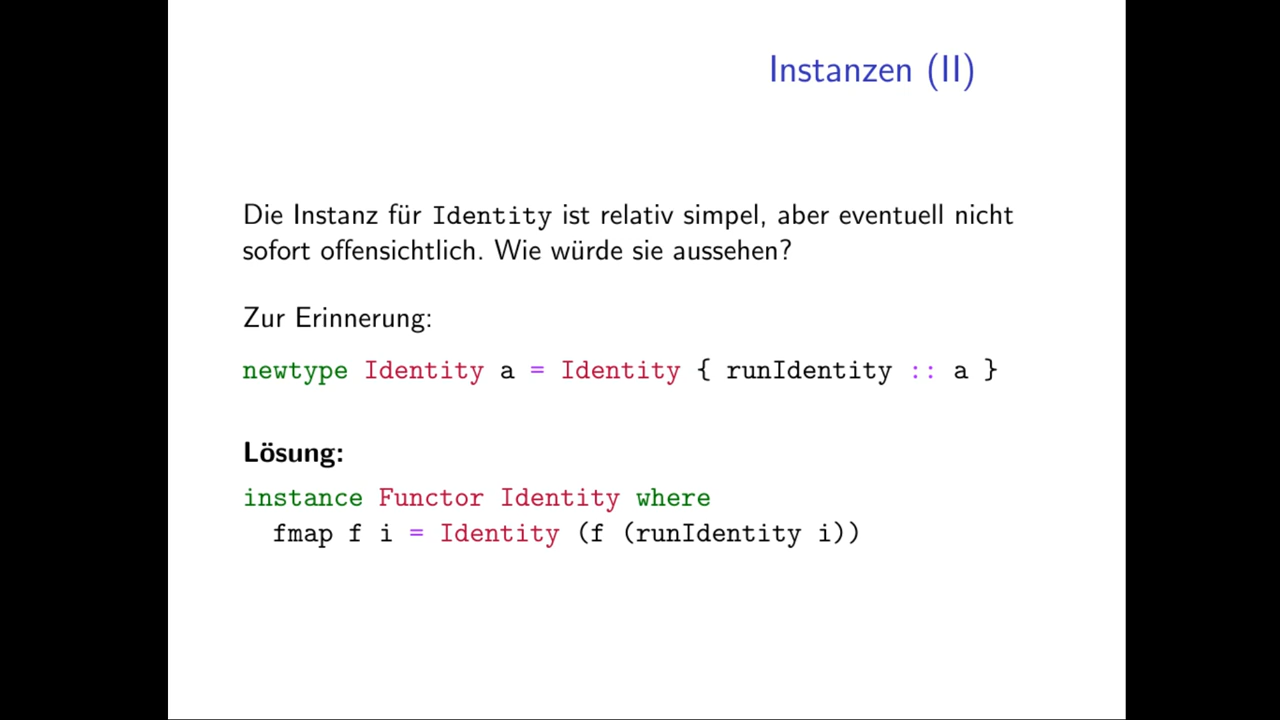 Instanzen (II)
Die Instanz für Identity ist relativ simpel, aber eventuell nicht
sofort offensichtlich. Wie würde sie aussehen?
Zur Erinnerung:
newtype Identity a = Identity { runIdentity :: a }
Lösung:
instance Functor Identity where
  fmap f i = Identity (f (runIdentity i))